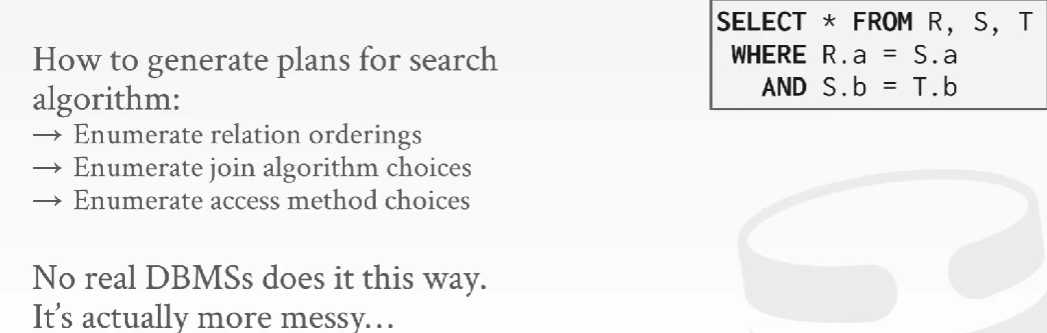 How to generate plans for search
algorithm:
→ Enumerate relation orderings
→ Enumerate join algorithm choices
→ Enumerate access method choices
No real DBMSs does it this way.
It's actually more messy…
SELECT * FROM R, S, T
WHERE R.a = S.a
AND S.b = T.b